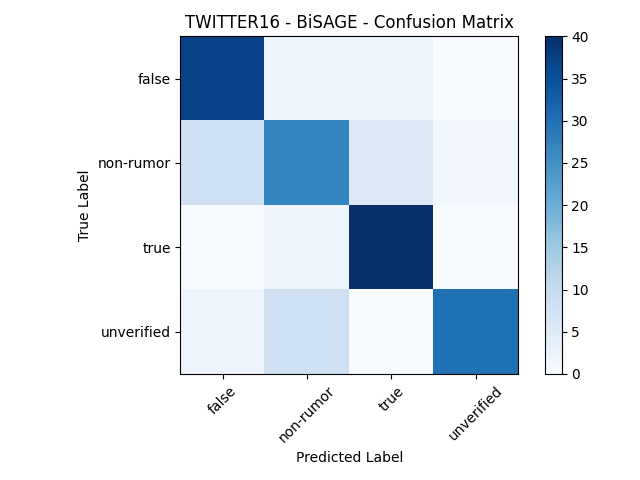 TWITTER16 - BiSAGE - Confusion Matrix
True Label
false
non-rumor
true
unverified
false
non-rumor
true
unverified
Predicted Label
40
35
30
25
20
15
10
5
0